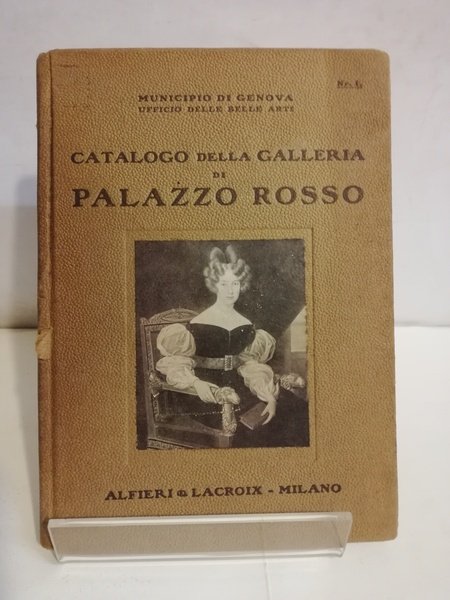 MUNICIPIO DI GENOVA
UFFICIO DELLE BELLE ARTI
CATALOGO DELLA GALLERIA
DI
PALAZZO ROSSO
ALFIERI & LACROIX - MILANO